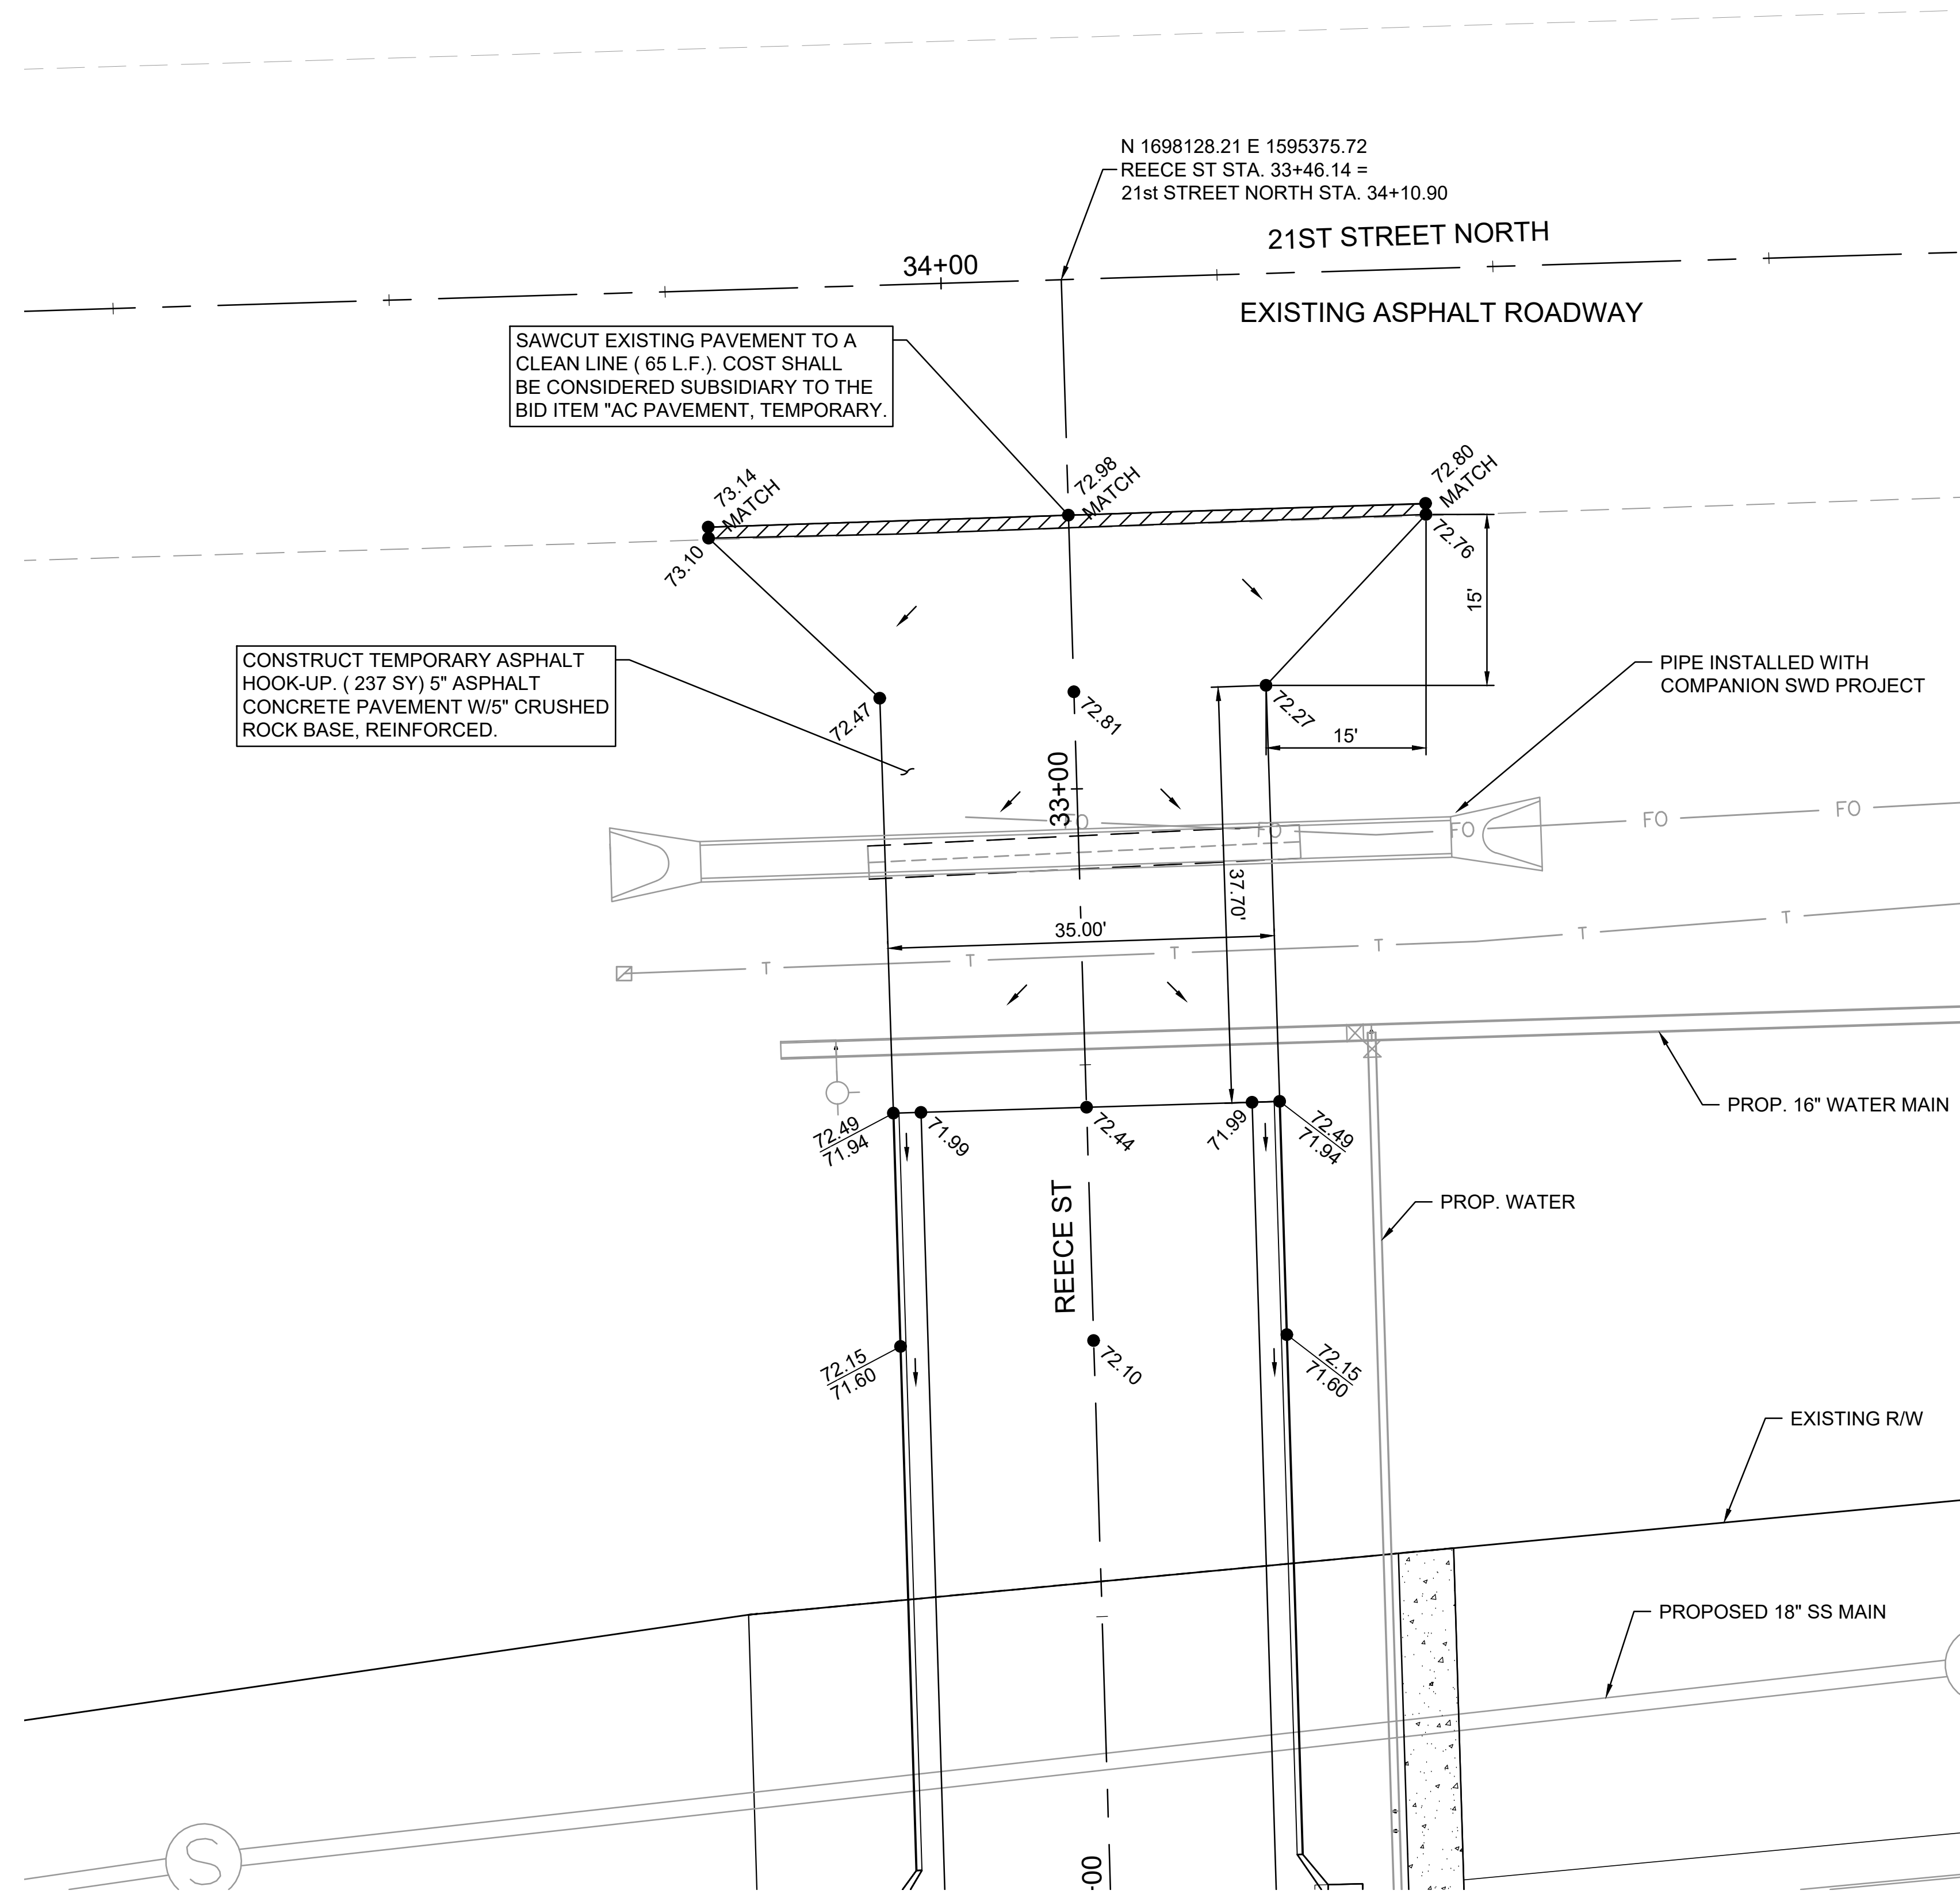 N 1698128.21 E 1595375.72
REECE ST STA. 33+46.14 =
21st STREET NORTH STA. 34+10.90
21ST STREET NORTH
34+00
EXISTING ASPHALT ROADWAY
SAWCUT EXISTING PAVEMENT TO A
CLEAN LINE ( 65 L.F.). COST SHALL
BE CONSIDERED SUBSIDIARY TO THE
BID ITEM "AC PAVEMENT, TEMPORARY.
73.14
MATCH
72.98
MATCH
72.80
MATCH
73.10
72.76
15'
CONSTRUCT TEMPORARY ASPHALT
HOOK-UP. ( 237 SY) 5" ASPHALT
CONCRETE PAVEMENT W/5" CRUSHED
ROCK BASE, REINFORCED.
PIPE INSTALLED WITH
COMPANION SWD PROJECT
72.47
72.81
72.27
15'
33+00
FO
FO
FO
FO
FO
37.70'
35.00'
T
T
T
T
T
T
PROP. 16" WATER MAIN
72.49
71.94
71.99
72.44
71.99
72.49
71.94
REECE ST
PROP. WATER
72.15
71.60
72.10
72.15
71.60
EXISTING R/W
PROPOSED 18" SS MAIN
S
+00